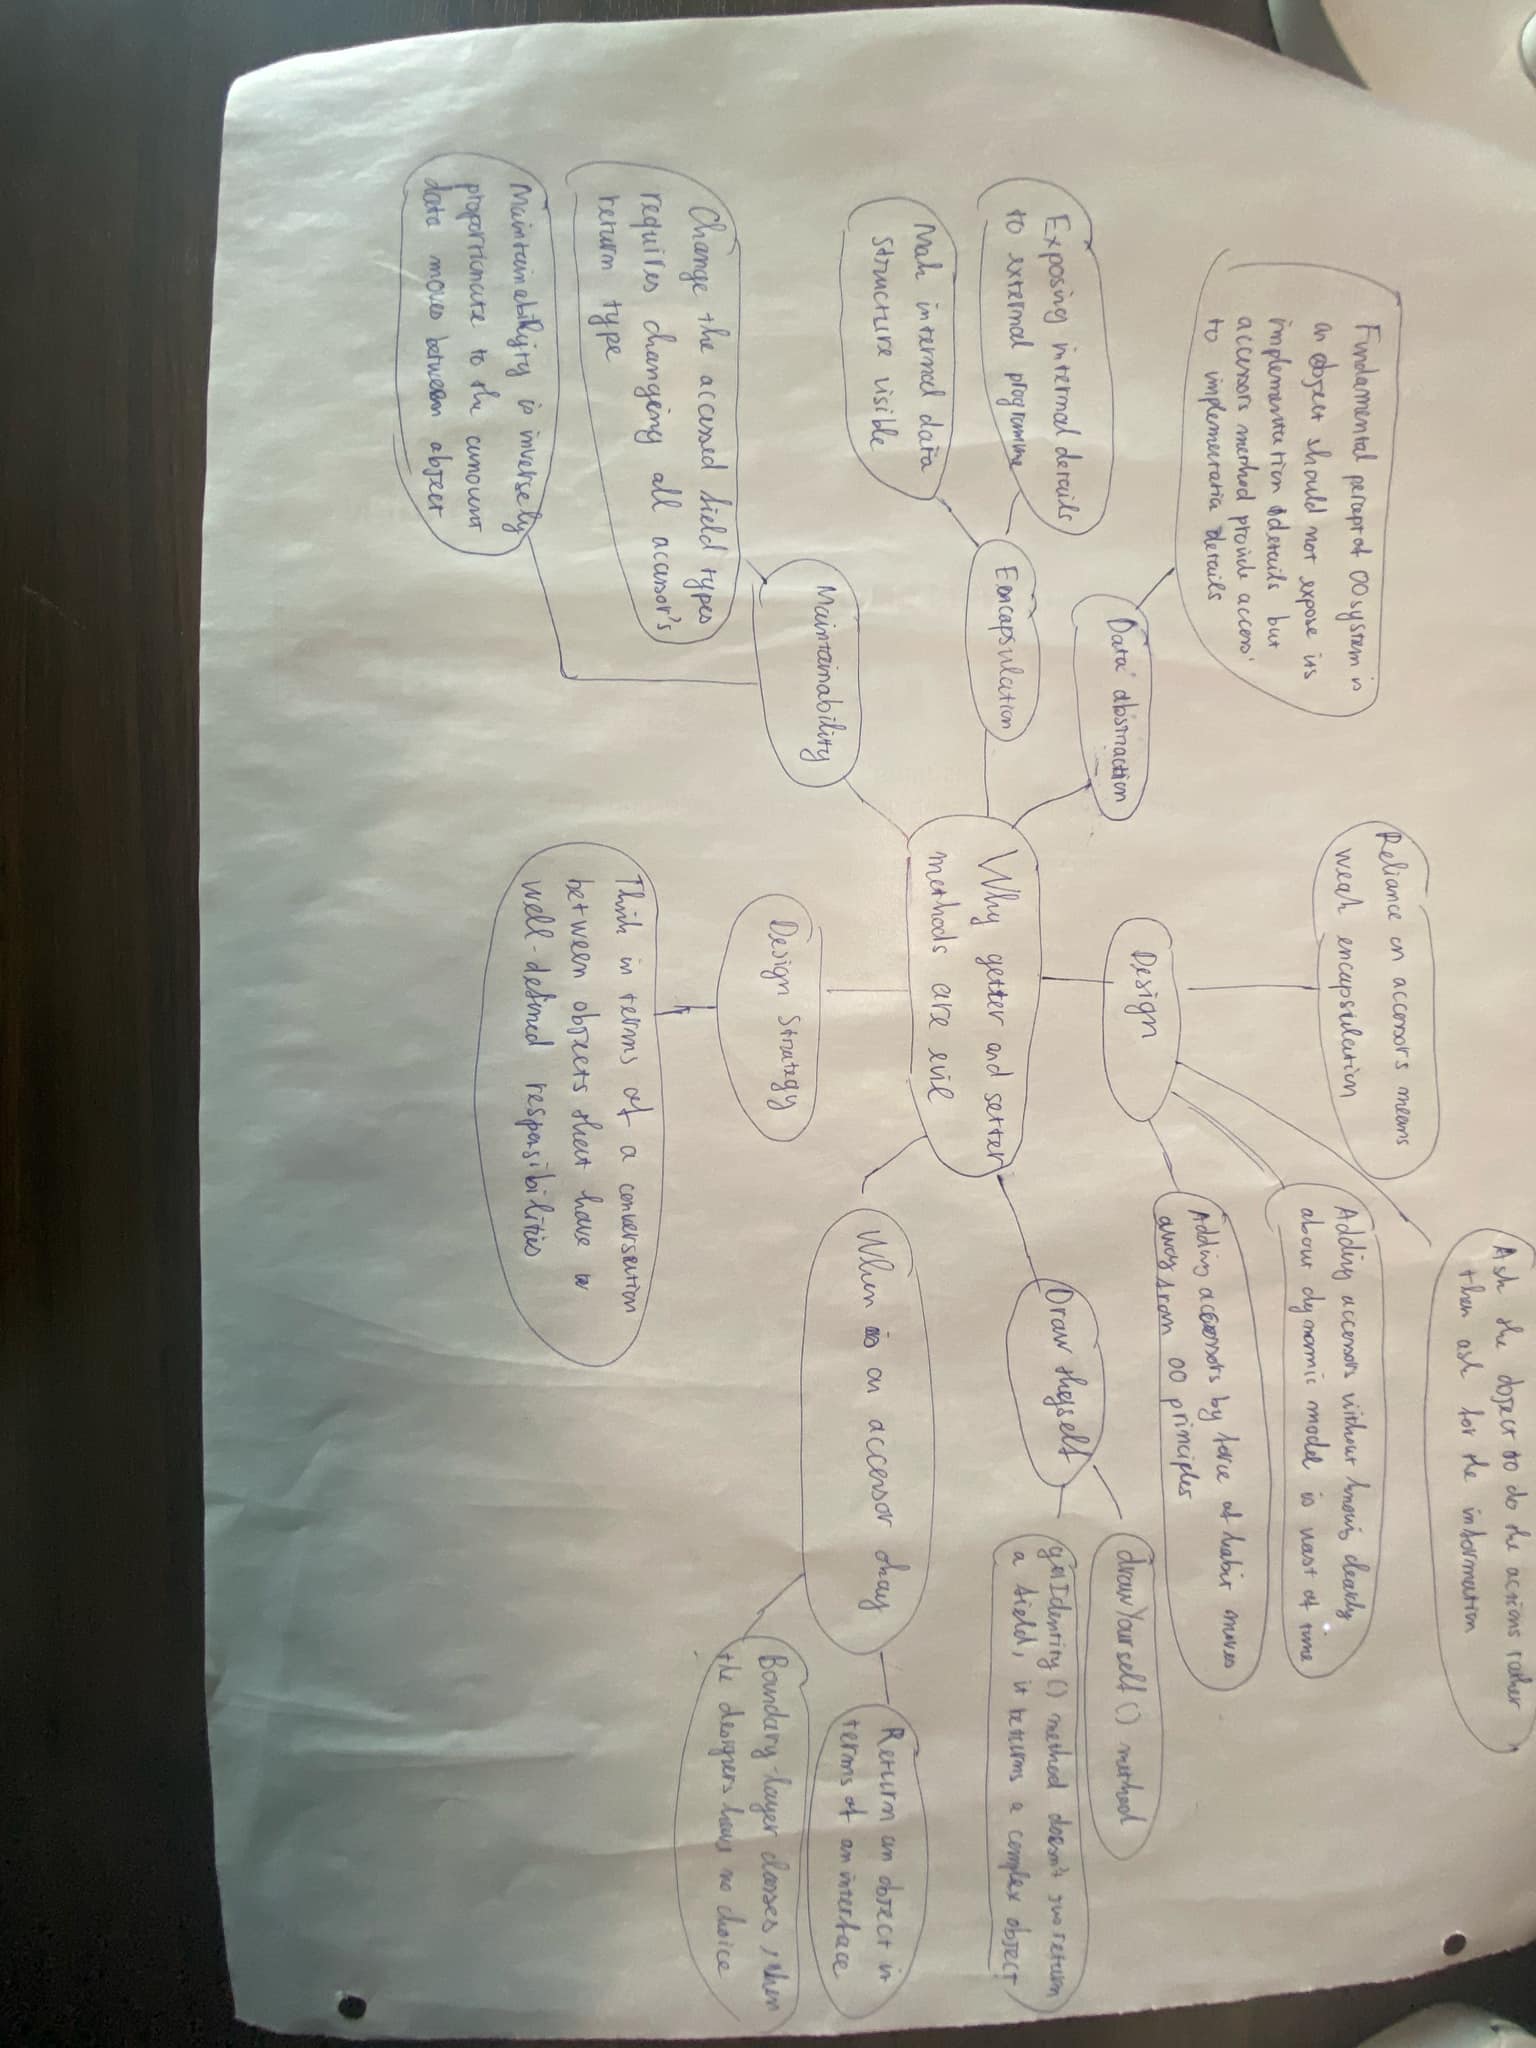 Fundamental percept of OO system is
an object should not expose its
implementation details but
accessors method provide access
to implementatia details
Reliance on accessors means
weak encapsulation
Ask the object to do the actions rather
then ask for the information
Adding accessors without knowing clearly
about dynamic model is wast of time
Adding accessors by force of habit moves
away from OO principles
Data abstraction
Design
Exposing internal details
to external programme
Encapsulation
Mak internal data
structure visible
Why getter and setter
methods are evil
Draw thyself
drawYourself() method
getIdentity() method doesn't return
a field, it returns a complex object
Maintainability
Change the accessed field types
requires changing all accessor's
return type
Maintainability is inversely
proportionate to the amount
data moves between object
Design Strategy
Think in terms of a conversation
between objects that have
well-defined responsibilities
When is an accessor okay
Return an object in
terms of an interface
Boundary-layer classes, when
the designers have no choice